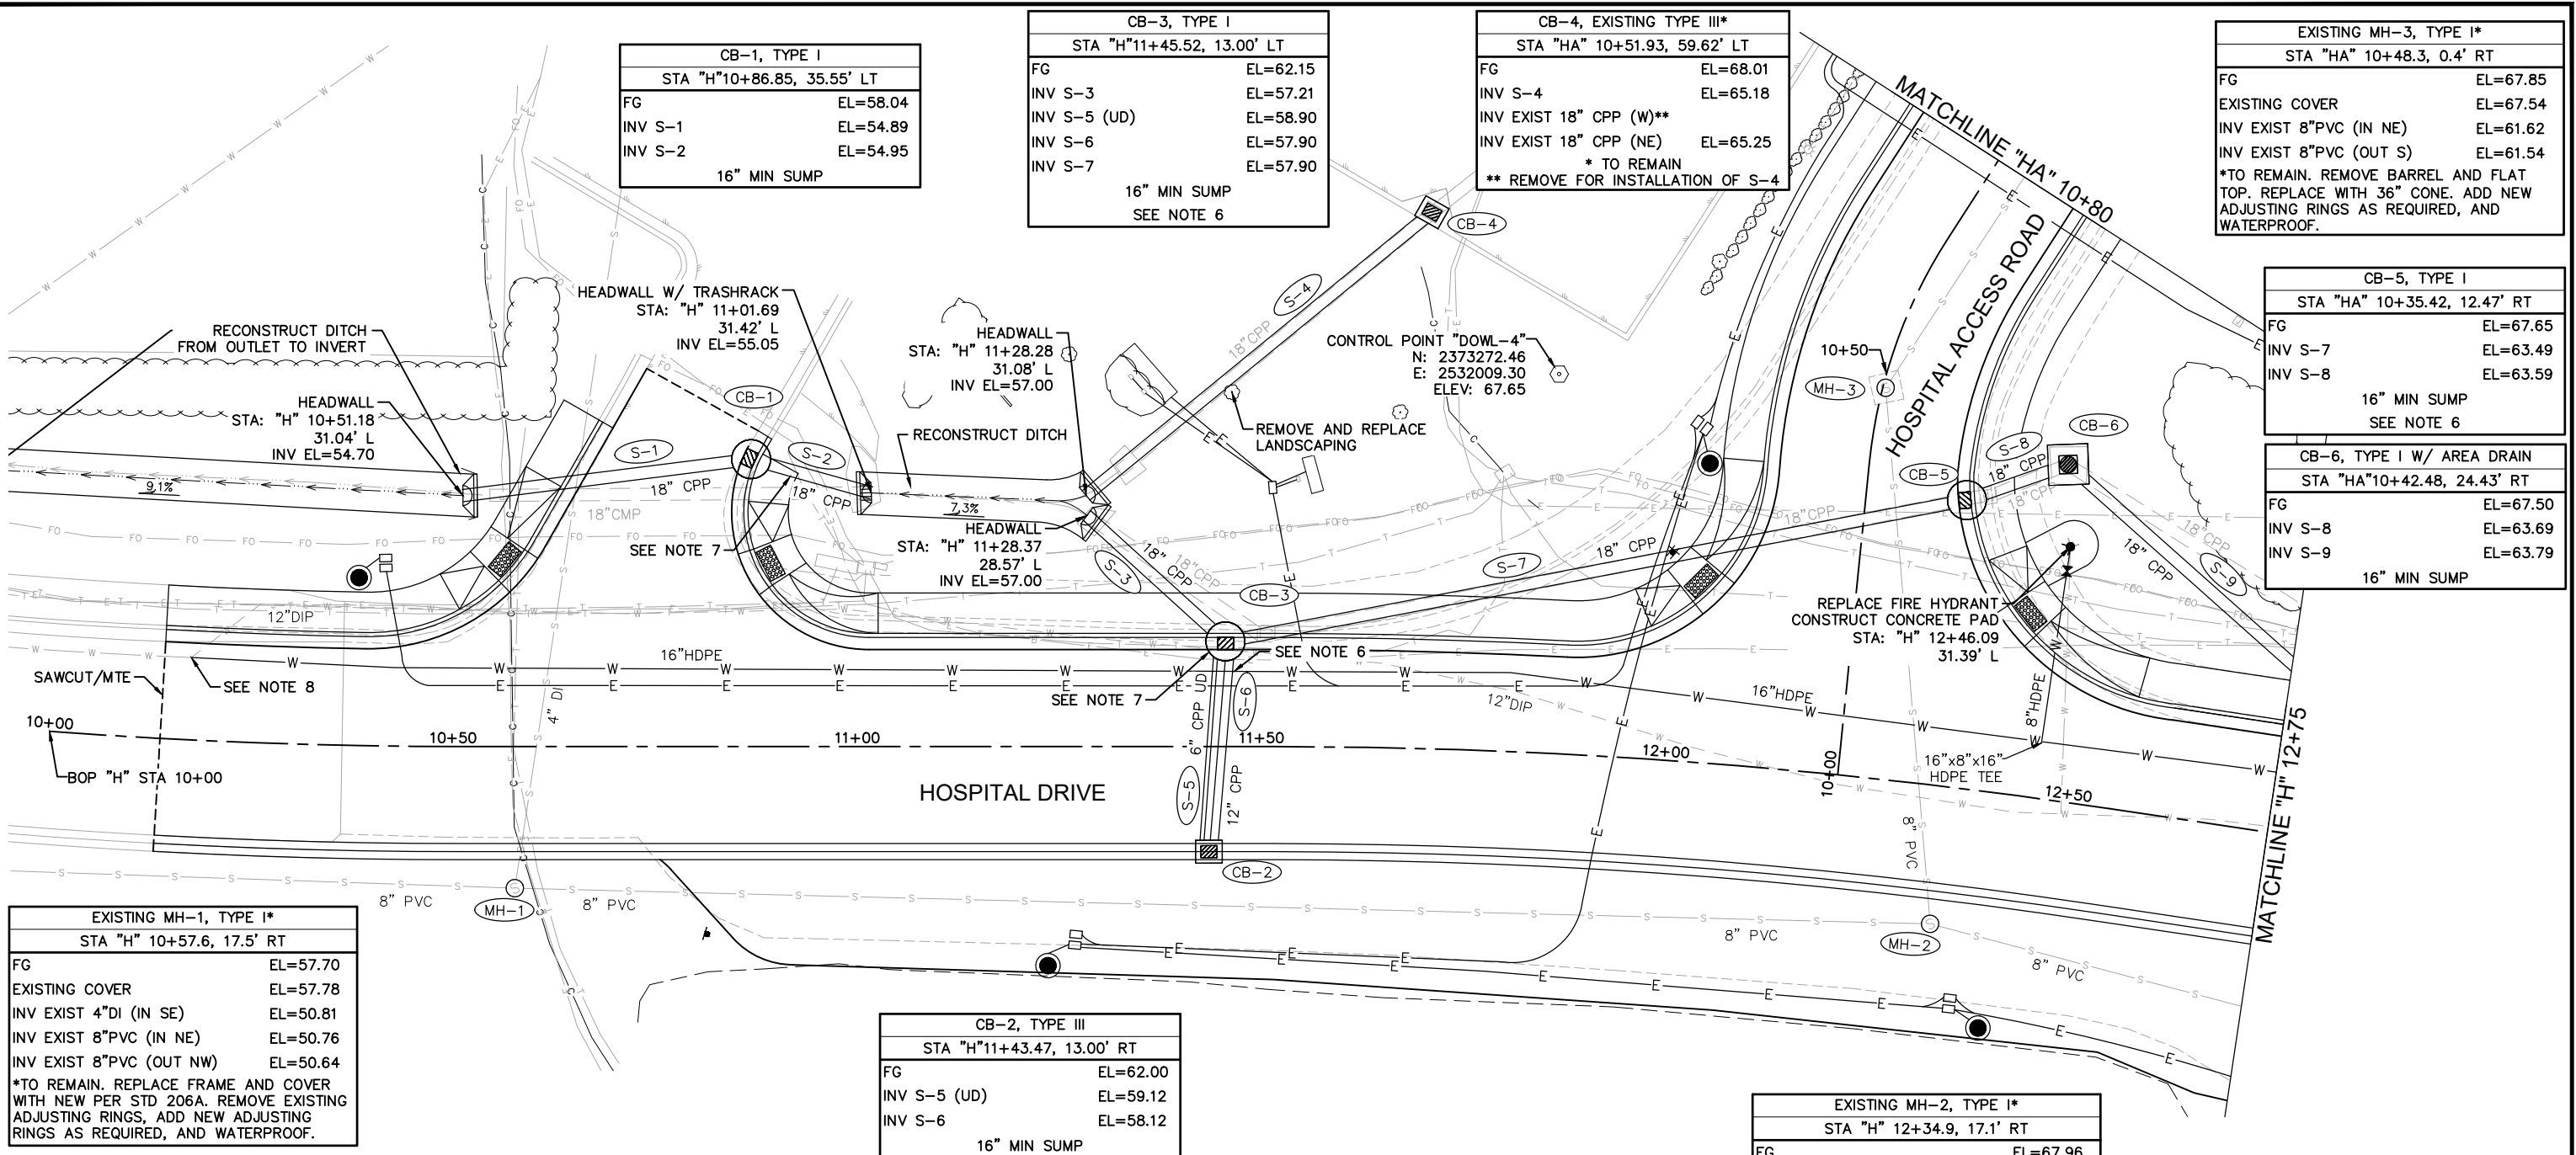 CB-1, TYPE I
STA "H"10+86.85, 35.55' LT
FG EL=58.04
INV S-1 EL=54.89
INV S-2 EL=54.95
16" MIN SUMP
CB-3, TYPE I
STA "H"11+45.52, 13.00' LT
FG EL=62.15
INV S-3 EL=57.21
INV S-5 (UD) EL=58.90
INV S-6 EL=57.90
INV S-7 EL=57.90
16" MIN SUMP
SEE NOTE 6
CB-4, EXISTING TYPE III*
STA "HA" 10+51.93, 59.62' LT
FG EL=68.01
INV S-4 EL=65.18
INV EXIST 18" CPP (W)**
INV EXIST 18" CPP (NE) EL=65.25
* TO REMAIN
** REMOVE FOR INSTALLATION OF S-4
EXISTING MH-3, TYPE I*
STA "HA" 10+48.3, 0.4' RT
FG EL=67.85
EXISTING COVER EL=67.54
INV EXIST 8"PVC (IN NE) EL=61.62
INV EXIST 8"PVC (OUT S) EL=61.54
*TO REMAIN. REMOVE BARREL AND FLAT
TOP. REPLACE WITH 36" CONE. ADD NEW
ADJUSTING RINGS AS REQUIRED, AND
WATERPROOF.
CB-5, TYPE I
STA "HA" 10+35.42, 12.47' RT
FG EL=67.65
INV S-7 EL=63.49
INV S-8 EL=63.59
16" MIN SUMP
SEE NOTE 6
CB-6, TYPE I W/ AREA DRAIN
STA "HA"10+42.48, 24.43' RT
FG EL=67.50
INV S-8 EL=63.69
INV S-9 EL=63.79
16" MIN SUMP
MATCHLINE "HA" 10+80
HOSPITAL ACCESS ROAD
RECONSTRUCT DITCH
FROM OUTLET TO INVERT
HEADWALL
STA: "H" 10+51.18
31.04' L
INV EL=54.70
9.1%
HEADWALL W/ TRASHRACK
STA: "H" 11+01.69
31.42' L
INV EL=55.05
CB-1
S-1
18" CPP
S-2
18" CPP
18"CMP
SEE NOTE 7
HEADWALL
STA: "H" 11+28.28
31.08' L
INV EL=57.00
RECONSTRUCT DITCH
7.3%
HEADWALL
STA: "H" 11+28.37
28.57' L
INV EL=57.00
CB-4
S-4
18"CPP
CONTROL POINT "DOWL-4"
N: 2373272.46
E: 2532009.30
ELEV: 67.65
REMOVE AND REPLACE
LANDSCAPING
18" CPP
18"CPP
S-3
CB-3
S-7
18" CPP
18"CPP
10+50
MH-3
CB-5
S-8
18" CPP
18"CPP
CB-6
18"CPP
18" CPP
S-9
REPLACE FIRE HYDRANT
CONSTRUCT CONCRETE PAD
STA: "H" 12+46.09
31.39' L
8"HDPE
16"x8"x16"
HDPE TEE
12"DIP
SAWCUT/MTE
SEE NOTE 8
16"HDPE
SEE NOTE 6
SEE NOTE 7
12"DIP
16"HDPE
4" DI
6" CPP UD
S-6
S-5
12" CPP
CB-2
10+00
BOP "H" STA 10+00
10+50
11+00
11+50
12+00
10+00
12+50
HOSPITAL DRIVE
MATCHLINE "H" 12+75
8" PVC
MH-1
8" PVC
8" PVC
8" PVC
MH-2
8" PVC
EXISTING MH-1, TYPE I*
STA "H" 10+57.6, 17.5' RT
FG EL=57.70
EXISTING COVER EL=57.78
INV EXIST 4"DI (IN SE) EL=50.81
INV EXIST 8"PVC (IN NE) EL=50.76
INV EXIST 8"PVC (OUT NW) EL=50.64
*TO REMAIN. REPLACE FRAME AND COVER
WITH NEW PER STD 206A. REMOVE EXISTING
ADJUSTING RINGS, ADD NEW ADJUSTING
RINGS AS REQUIRED, AND WATERPROOF.
CB-2, TYPE III
STA "H"11+43.47, 13.00' RT
FG EL=62.00
INV S-5 (UD) EL=59.12
INV S-6 EL=58.12
16" MIN SUMP
EXISTING MH-2, TYPE I*
STA "H" 12+34.9, 17.1' RT
FG EL=67.96